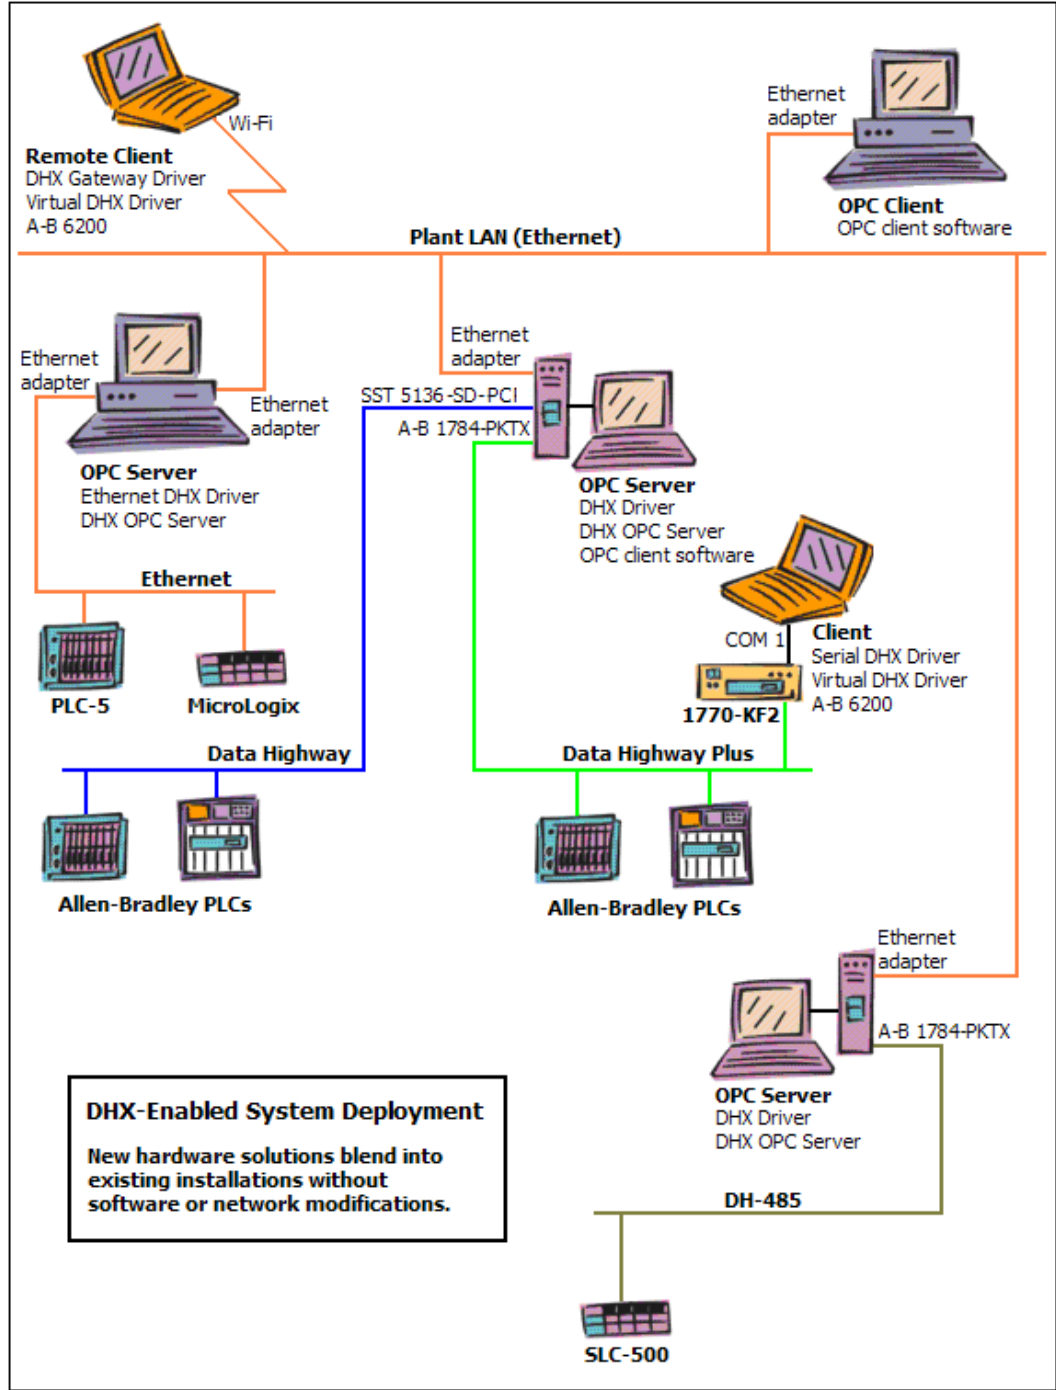 Wi-Fi
Remote Client
DHX Gateway Driver
Virtual DHX Driver
A-B 6200
Ethernet
adapter
OPC Client
OPC client software
Plant LAN (Ethernet)
Ethernet
adapter
Ethernet
adapter
OPC Server
Ethernet DHX Driver
DHX OPC Server
Ethernet
adapter
SST 5136-SD-PCI
A-B 1784-PKTX
OPC Server
DHX Driver
DHX OPC Server
OPC client software
Ethernet
PLC-5
MicroLogix
COM 1
Client
Serial DHX Driver
Virtual DHX Driver
A-B 6200
1770-KF2
Data Highway
Allen-Bradley PLCs
Data Highway Plus
Allen-Bradley PLCs
Ethernet
adapter
A-B 1784-PKTX
OPC Server
DHX Driver
DHX OPC Server
DHX-Enabled System Deployment
New hardware solutions blend into
existing installations without
software or network modifications.
DH-485
SLC-500